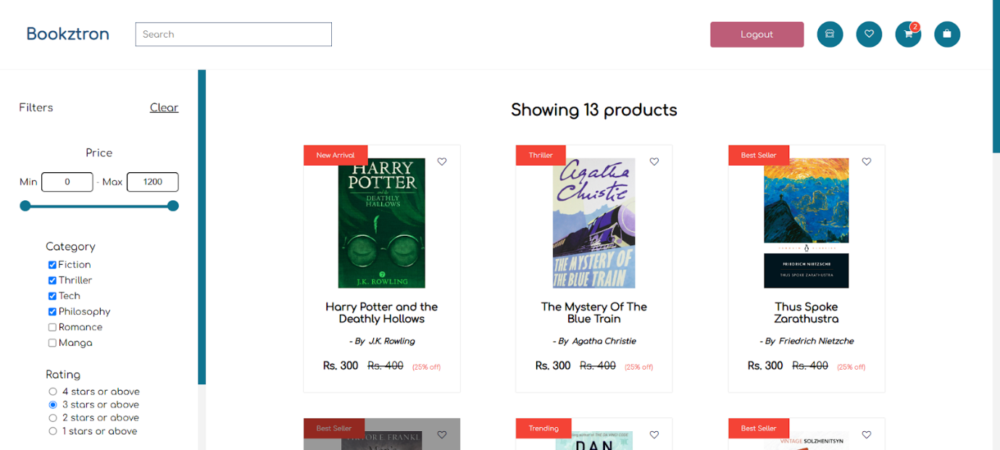 Bookztron
Search
Logout
2
Filters
Clear
Price
Min 0 - Max 1200
Category
Fiction
Thriller
Tech
Philosophy
Romance
Manga
Rating
4 stars or above
3 stars or above
2 stars or above
1 stars or above
Showing 13 products
New Arrival
HARRY
POTTER
and the
DEATHLY
HALLOWS
J.K. ROWLING
Harry Potter and the
Deathly Hollows
- By J.K. Rowling
Rs. 300 Rs. 400 (25% off)
Thriller
Agatha
Christie
THE MYSTERY OF
THE BLUE TRAIN
The Mystery Of The
Blue Train
- By Agatha Christie
Rs. 300 Rs. 400 (25% off)
Best Seller
PENGUIN CLASSICS
FRIEDRICH NIETZSCHE
THUS SPOKE ZARATHUSTRA
Thus Spoke
Zarathustra
- By Friedrich Nietzche
Rs. 300 Rs. 400 (25% off)
Best Seller
VIKTOR E. FRANKL
Trending
DAN
Best Seller
VINTAGE SOLZHENITSYN